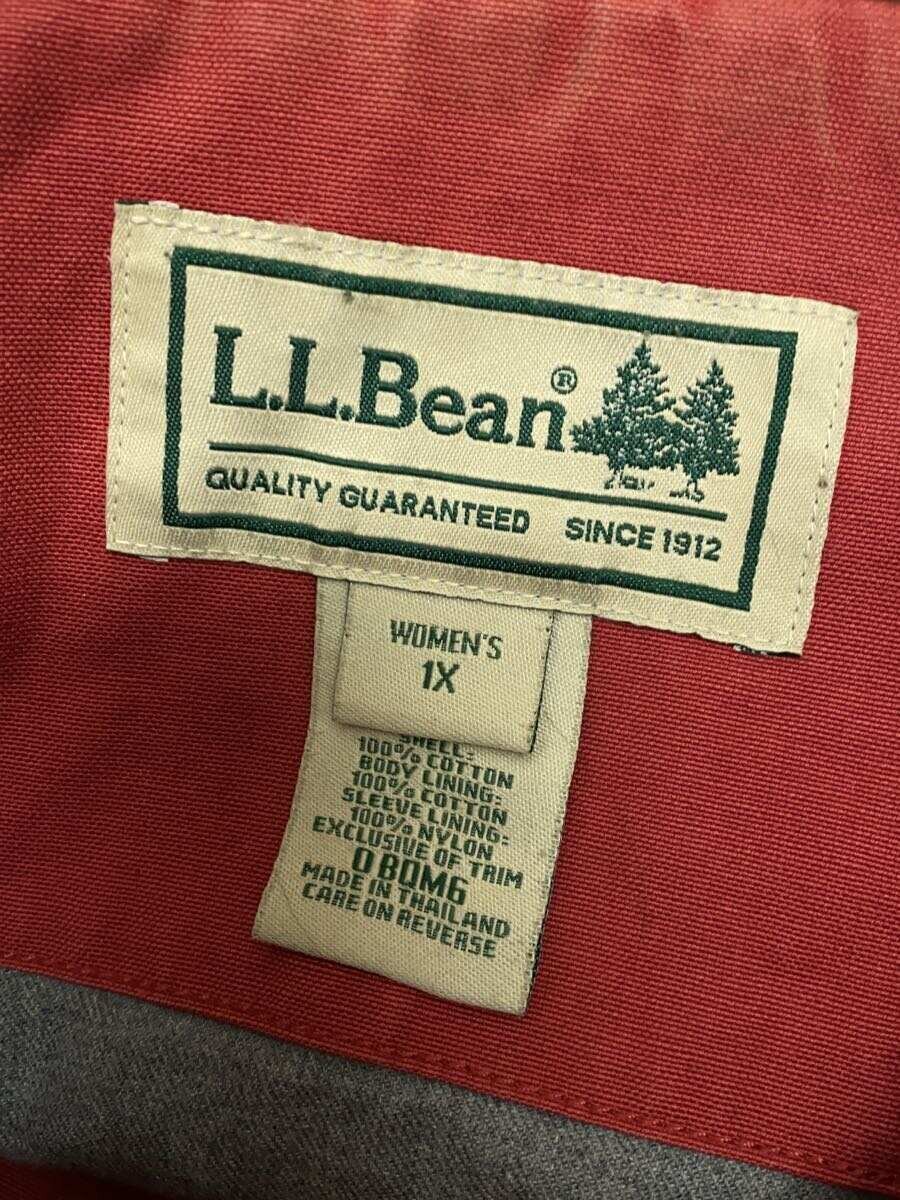 L.L.Bean®
QUALITY GUARANTEED SINCE 1912
WOMEN'S
1X
SHELL:
100% COTTON
BODY LINING:
100% COTTON
SLEEVE LINING:
100% NYLON
EXCLUSIVE OF TRIM
0 BQM6
MADE IN THAILAND
CARE ON REVERSE